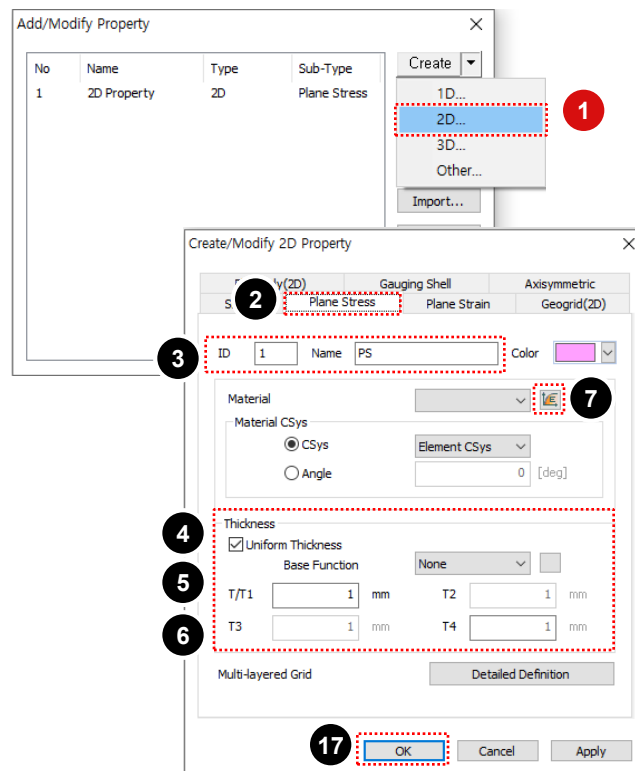 Add/Modify Property
No Name Type Sub-Type
1 2D Property 2D Plane Stress
Create
1D...
2D...
3D...
Other...
1
Import...
Create/Modify 2D Property
(2D) Gauging Shell Axisymmetric
2
Plane Stress Plane Strain Geogrid(2D)
3
ID 1 Name PS Color
Material
7
Material CSys
CSys Element CSys
Angle 0 [deg]
4
Thickness
Uniform Thickness
Base Function None
5
T/T1 1 mm T2 1 mm
6
T3 1 mm T4 1 mm
Multi-layered Grid Detailed Definition
17
OK Cancel Apply